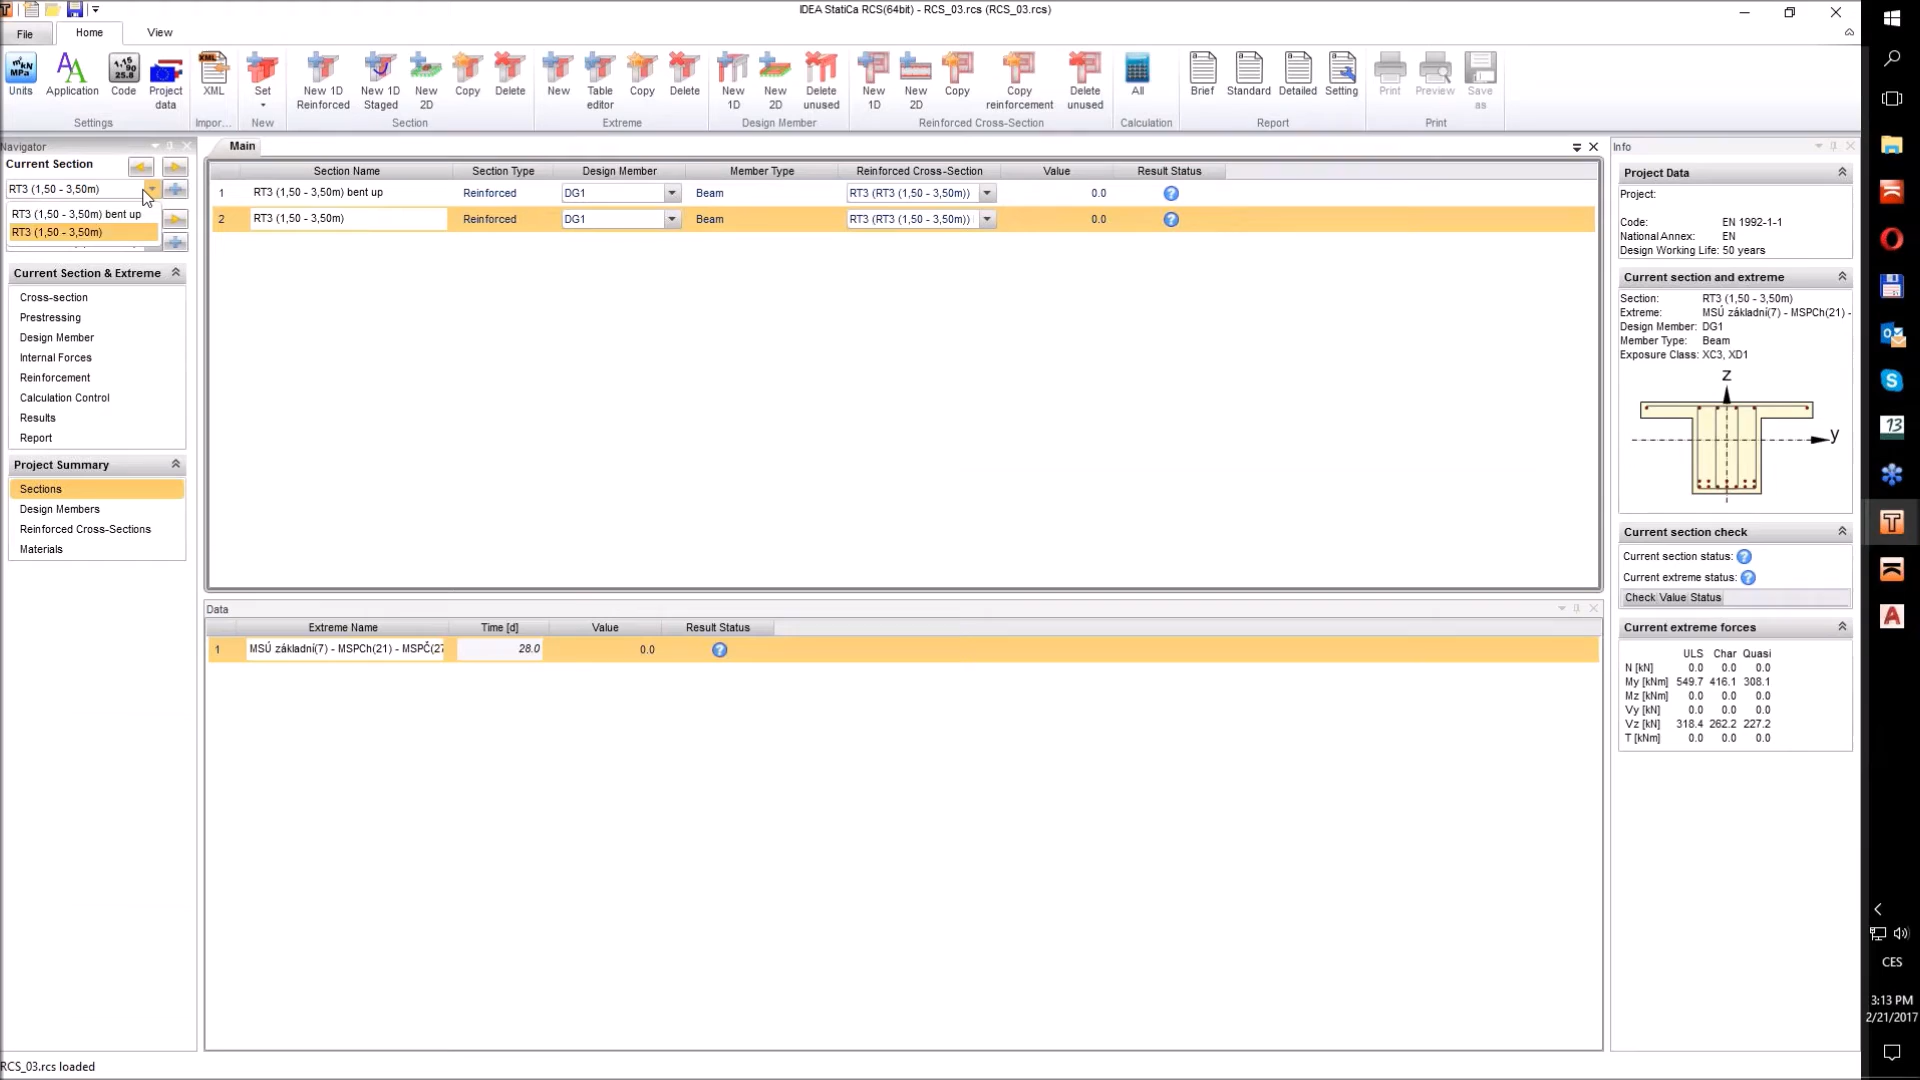 IDEA StatiCa RCS(64bit) - RCS_03.rcs (RCS_03.rcs)
File Home View
Units Application Code Project data XML Set New 1D Reinforced New 1D Staged New 2D Copy Delete New Table editor Copy Delete New 1D New 2D Delete unused New 1D New 2D Copy Copy reinforcement Delete unused All Brief Standard Detailed Setting Print Preview Save as
Settings Impor... New Section Extreme Design Member Reinforced Cross-Section Calculation Report Print
Navigator
Current Section
RT3 (1,50 - 3,50m)
RT3 (1,50 - 3,50m) bent up
RT3 (1,50 - 3,50m)
Current Section & Extreme
Cross-section
Prestressing
Design Member
Internal Forces
Reinforcement
Calculation Control
Results
Report
Project Summary
Sections
Design Members
Reinforced Cross-Sections
Materials
Main
Section Name Section Type Design Member Member Type Reinforced Cross-Section Value Result Status
1 RT3 (1,50 - 3,50m) bent up Reinforced DG1 Beam RT3 (RT3 (1,50 - 3,50m)) 0.0
2 RT3 (1,50 - 3,50m) Reinforced DG1 Beam RT3 (RT3 (1,50 - 3,50m)) 0.0
Data
Extreme Name Time [d] Value Result Status
1 MSÚ základní(7) - MSPCh(21) - MSPČ(27 28.0 0.0
Info
Project Data
Project:
Code: EN 1992-1-1
National Annex: EN
Design Working Life: 50 years
Current section and extreme
Section: RT3 (1,50 - 3,50m)
Extreme: MSÚ základní(7) - MSPCh(21) -
Design Member: DG1
Member Type: Beam
Exposure Class: XC3, XD1
z
y
Current section check
Current section status:
Current extreme status:
Check Value Status
Current extreme forces
ULS Char Quasi
N [kN] 0.0 0.0 0.0
My [kNm] 549.7 416.1 308.1
Mz [kNm] 0.0 0.0 0.0
Vy [kN] 0.0 0.0 0.0
Vz [kN] 318.4 262.2 227.2
T [kNm] 0.0 0.0 0.0
13
CES
3:13 PM
2/21/2017
RCS_03.rcs loaded